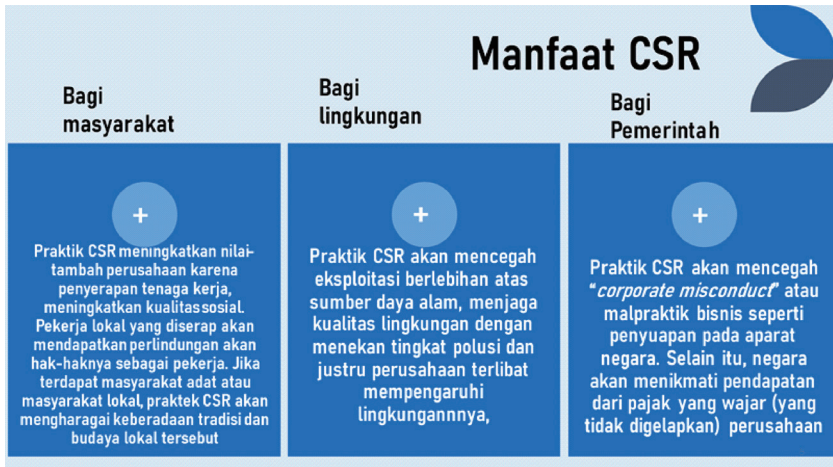 Manfaat CSR
Bagi
masyarakat
+
Praktik CSR meningkatkan nilai-
tambah perusahaan karena
penyerapan tenaga kerja,
meningkatkan kualitas sosial.
Pekerja lokal yang diserap akan
mendapatkan perlindungan akan
hak-haknya sebagai pekerja. Jika
terdapat masyarakat adat atau
masyarakat lokal, praktek CSR akan
mengharagai keberadaan tradisi dan
budaya lokal tersebut
Bagi
lingkungan
+
Praktik CSR akan mencegah
eksploitasi berlebihan atas
sumber daya alam, menjaga
kualitas lingkungan dengan
menekan tingkat polusi dan
justru perusahaan terlibat
mempengaruhi
lingkungannnya,
Bagi
Pemerintah
+
Praktik CSR akan mencegah
“corporate misconduct” atau
malpraktik bisnis seperti
penyuapan pada aparat
negara. Selain itu, negara
akan menikmati pendapatan
dari pajak yang wajar (yang
tidak digelapkan) perusahaan